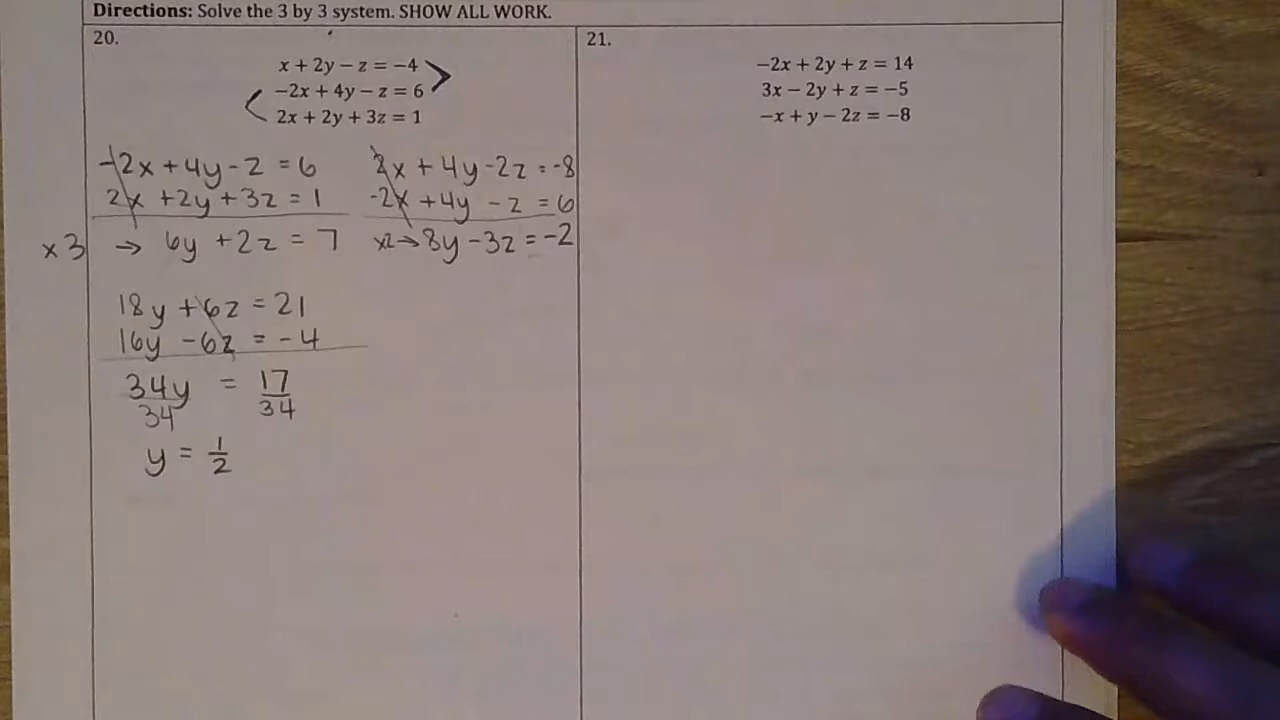 Directions: Solve the 3 by 3 system. SHOW ALL WORK.
20.
x + 2y − z = −4
−2x + 4y − z = 6
2x + 2y + 3z = 1
-2x + 4y - z = 6
2x + 2y + 3z = 1
x3 → 6y + 2z = 7
2x + 4y - 2z = -8
-2x + 4y - z = 6
x2→ 8y - 3z = -2
18y + 6z = 21
16y - 6z = -4
34y = 17
34 34
y = 1/2
21.
−2x + 2y + z = 14
3x − 2y + z = −5
−x + y − 2z = −8